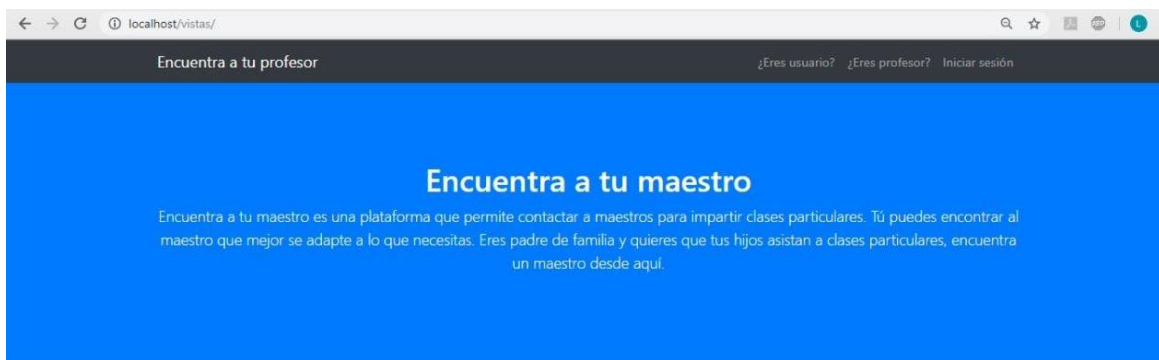 localhost/vistas/
Encuentra a tu profesor
¿Eres usuario? ¿Eres profesor? Iniciar sesión
Encuentra a tu maestro
Encuentra a tu maestro es una plataforma que permite contactar a maestros para impartir clases particulares. Tú puedes encontrar al
maestro que mejor se adapte a lo que necesitas. Eres padre de familia y quieres que tus hijos asistan a clases particulares, encuentra
un maestro desde aquí.